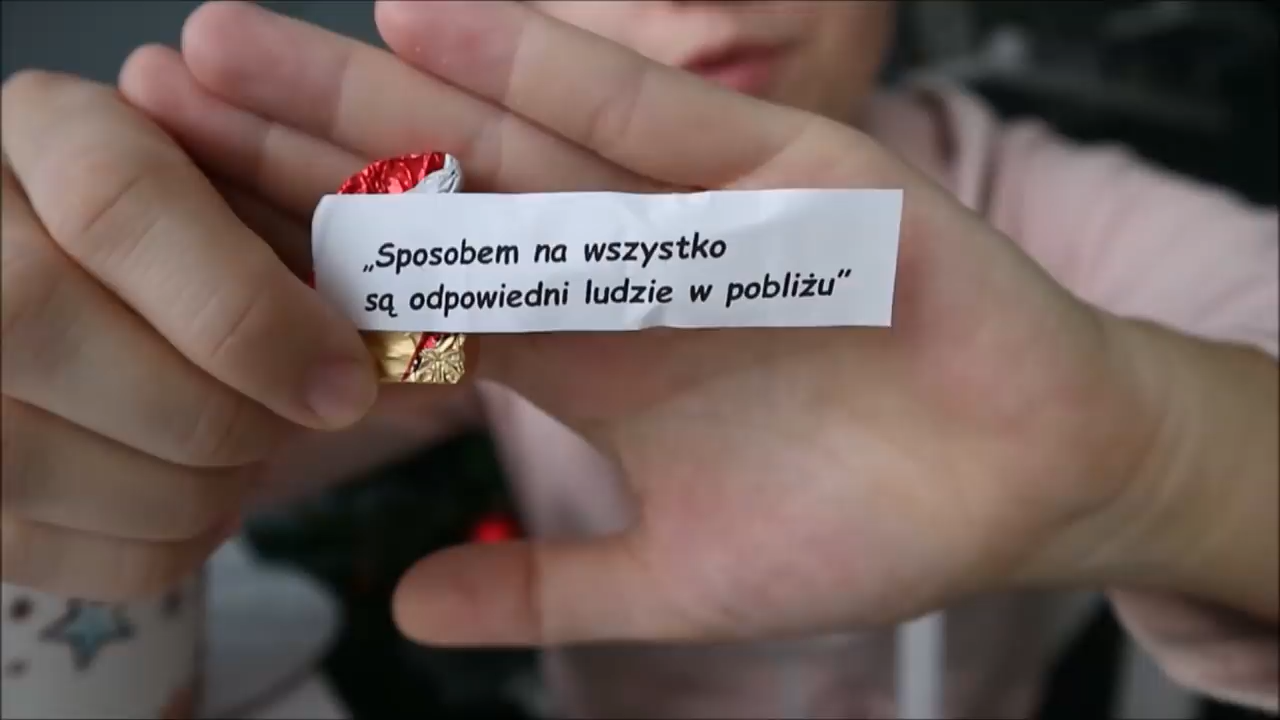 „Sposobem na wszystko
są odpowiedni ludzie w pobliżu”